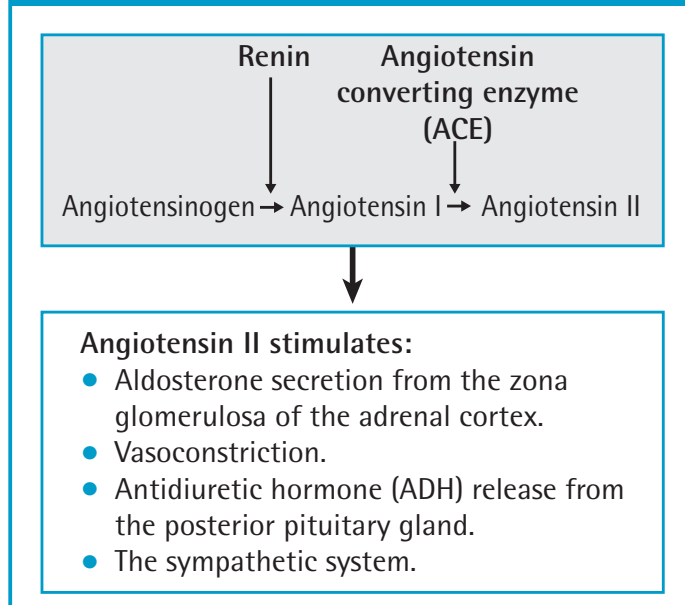 Renin
Angiotensin
converting enzyme
(ACE)
Angiotensinogen → Angiotensin I → Angiotensin II
Angiotensin II stimulates:
• Aldosterone secretion from the zona
glomerulosa of the adrenal cortex.
• Vasoconstriction.
• Antidiuretic hormone (ADH) release from
the posterior pituitary gland.
• The sympathetic system.